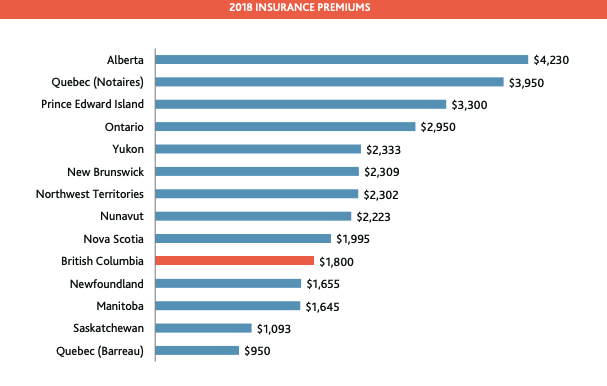 2018 INSURANCE PREMIUMS
Alberta $4,230
Quebec (Notaires) $3,950
Prince Edward Island $3,300
Ontario $2,950
Yukon $2,333
New Brunswick $2,309
Northwest Territories $2,302
Nunavut $2,223
Nova Scotia $1,995
British Columbia $1,800
Newfoundland $1,655
Manitoba $1,645
Saskatchewan $1,093
Quebec (Barreau) $950